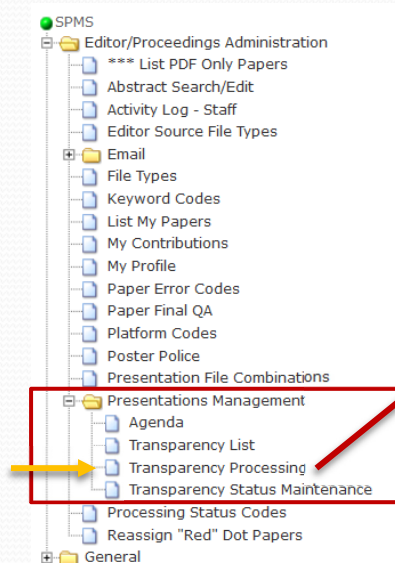 SPMS
Editor/Proceedings Administration
*** List PDF Only Papers
Abstract Search/Edit
Activity Log - Staff
Editor Source File Types
Email
File Types
Keyword Codes
List My Papers
My Contributions
My Profile
Paper Error Codes
Paper Final QA
Platform Codes
Poster Police
Presentation File Combinations
Presentations Management
Agenda
Transparency List
Transparency Processing
Transparency Status Maintenance
Processing Status Codes
Reassign "Red" Dot Papers
General